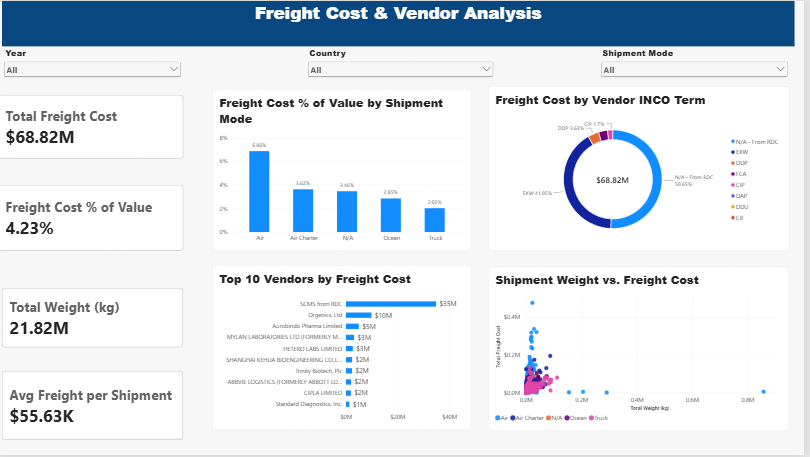 Freight Cost & Vendor Analysis
Year
Country
Shipment Mode
All
All
All
Total Freight Cost
$68.82M
Freight Cost % of Value
4.23%
Total Weight (kg)
21.82M
Avg Freight per Shipment
$55.63K
Freight Cost % of Value by Shipment
Mode
8%
6%
4%
2%
0%
6.86%
3.62%
3.46%
2.85%
2.00%
Air
Air Charter
N/A
Ocean
Truck
Freight Cost by Vendor INCO Term
DDP 3.63%
CIP 1.7%
EXW 41.05%
$68.82M
N/A - From RDC
50.65%
N/A - From RDC
EXW
DDP
FCA
CIP
DAP
DDU
CIF
Top 10 Vendors by Freight Cost
SCMS from RDC
$35M
Orgenics, Ltd
$10M
Aurobindo Pharma Limited
$5M
MYLAN LABORATORIES LTD (FORMERLY M...
$3M
HETERO LABS LIMITED
$3M
SHANGHAI KEHUA BIOENGINEERING CO.,L...
$2M
Trinity Biotech, Plc
$2M
ABBVIE LOGISTICS (FORMERLY ABBOTT LO...
$2M
CIPLA LIMITED
$2M
Standard Diagnostics, Inc.
$1M
$0M
$20M
$40M
Shipment Weight vs. Freight Cost
Total Freight Cost
$0.4M
$0.2M
$0.0M
0.0M
0.2M
0.4M
0.6M
0.8M
Total Weight (kg)
Air
Air Charter
N/A
Ocean
Truck